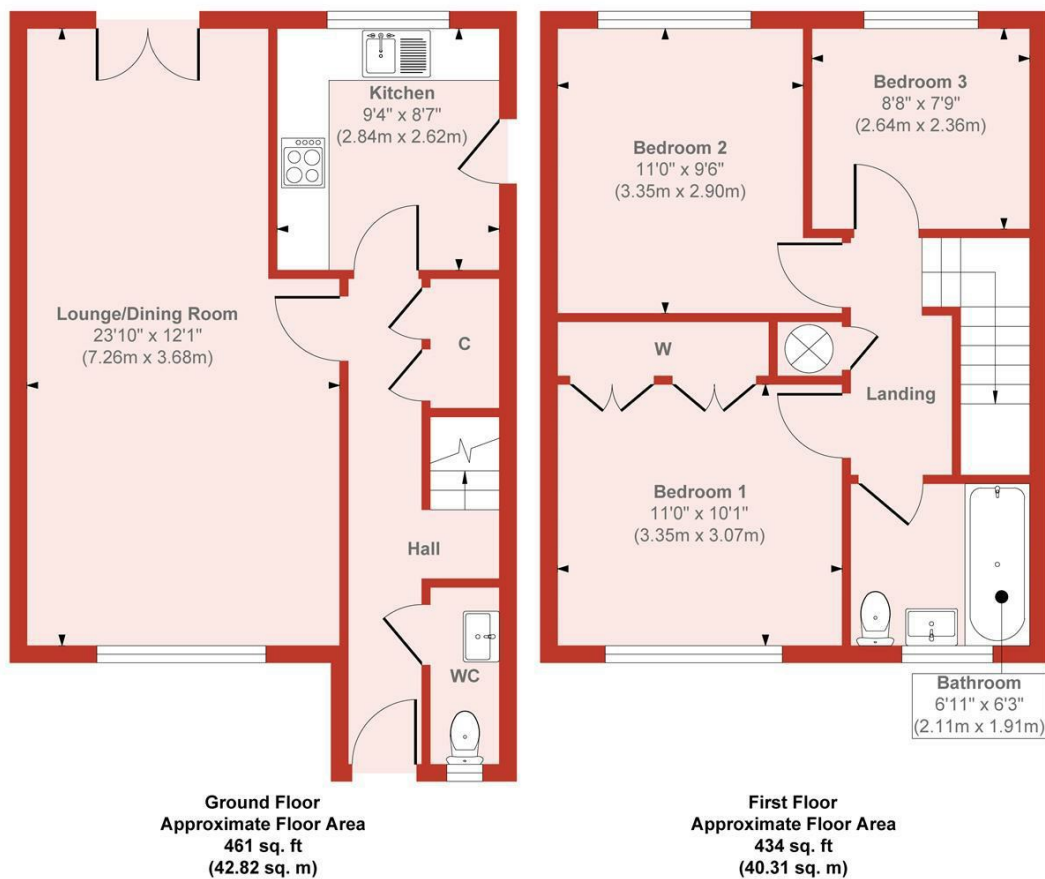 Kitchen
9'4" x 8'7"
(2.84m x 2.62m)
Lounge/Dining Room
23'10" x 12'1"
(7.26m x 3.68m)
C
Hall
WC
Ground Floor
Approximate Floor Area
461 sq. ft
(42.82 sq. m)
Bedroom 3
8'8" x 7'9"
(2.64m x 2.36m)
Bedroom 2
11'0" x 9'6"
(3.35m x 2.90m)
W
Landing
Bedroom 1
11'0" x 10'1"
(3.35m x 3.07m)
Bathroom
6'11" x 6'3"
(2.11m x 1.91m)
First Floor
Approximate Floor Area
434 sq. ft
(40.31 sq. m)